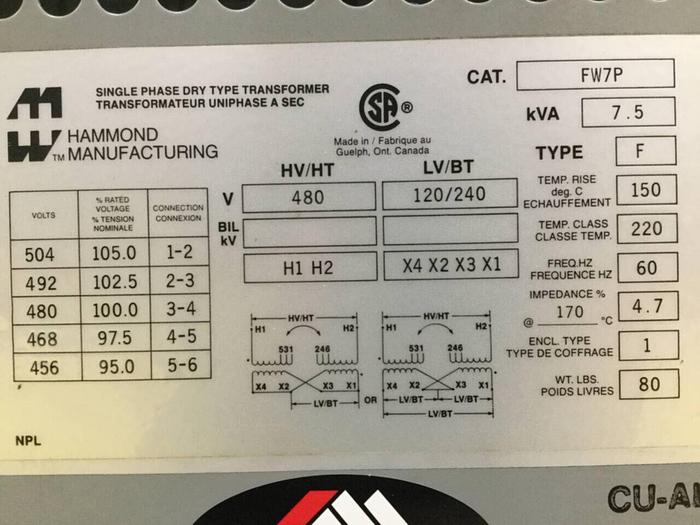 SINGLE PHASE DRY TYPE TRANSFORMER
TRANSFORMATEUR UNIPHASE A SEC
HAMMOND
TM MANUFACTURING
SA ®
Made in / Fabrique au
Guelph, Ont. Canada
CAT. FW7P
kVA 7.5
TYPE F
TEMP. RISE
deg. C
ECHAUFFEMENT 150
TEMP. CLASS
CLASSE TEMP. 220
FREQ.HZ
FREQUENCE HZ 60
IMPEDANCE %
@ 170 °C 4.7
ENCL. TYPE
TYPE DE COFFRAGE 1
WT. LBS.
POIDS LIVRES 80
HV/HT LV/BT
V 480 120/240
BIL
kV
H1 H2 X4 X2 X3 X1
VOLTS
% RATED
VOLTAGE
% TENSION
NOMINALE
CONNECTION
CONNEXION
504 105.0 1-2
492 102.5 2-3
480 100.0 3-4
468 97.5 4-5
456 95.0 5-6
HV/HT
H1 H2
531 246
X4 X2 X3 X1
LV/BT
OR
HV/HT
H1 H2
531 246
X4 X2 X3 X1
LV/BT LV/BT
LV/BT
NPL
CU-Al